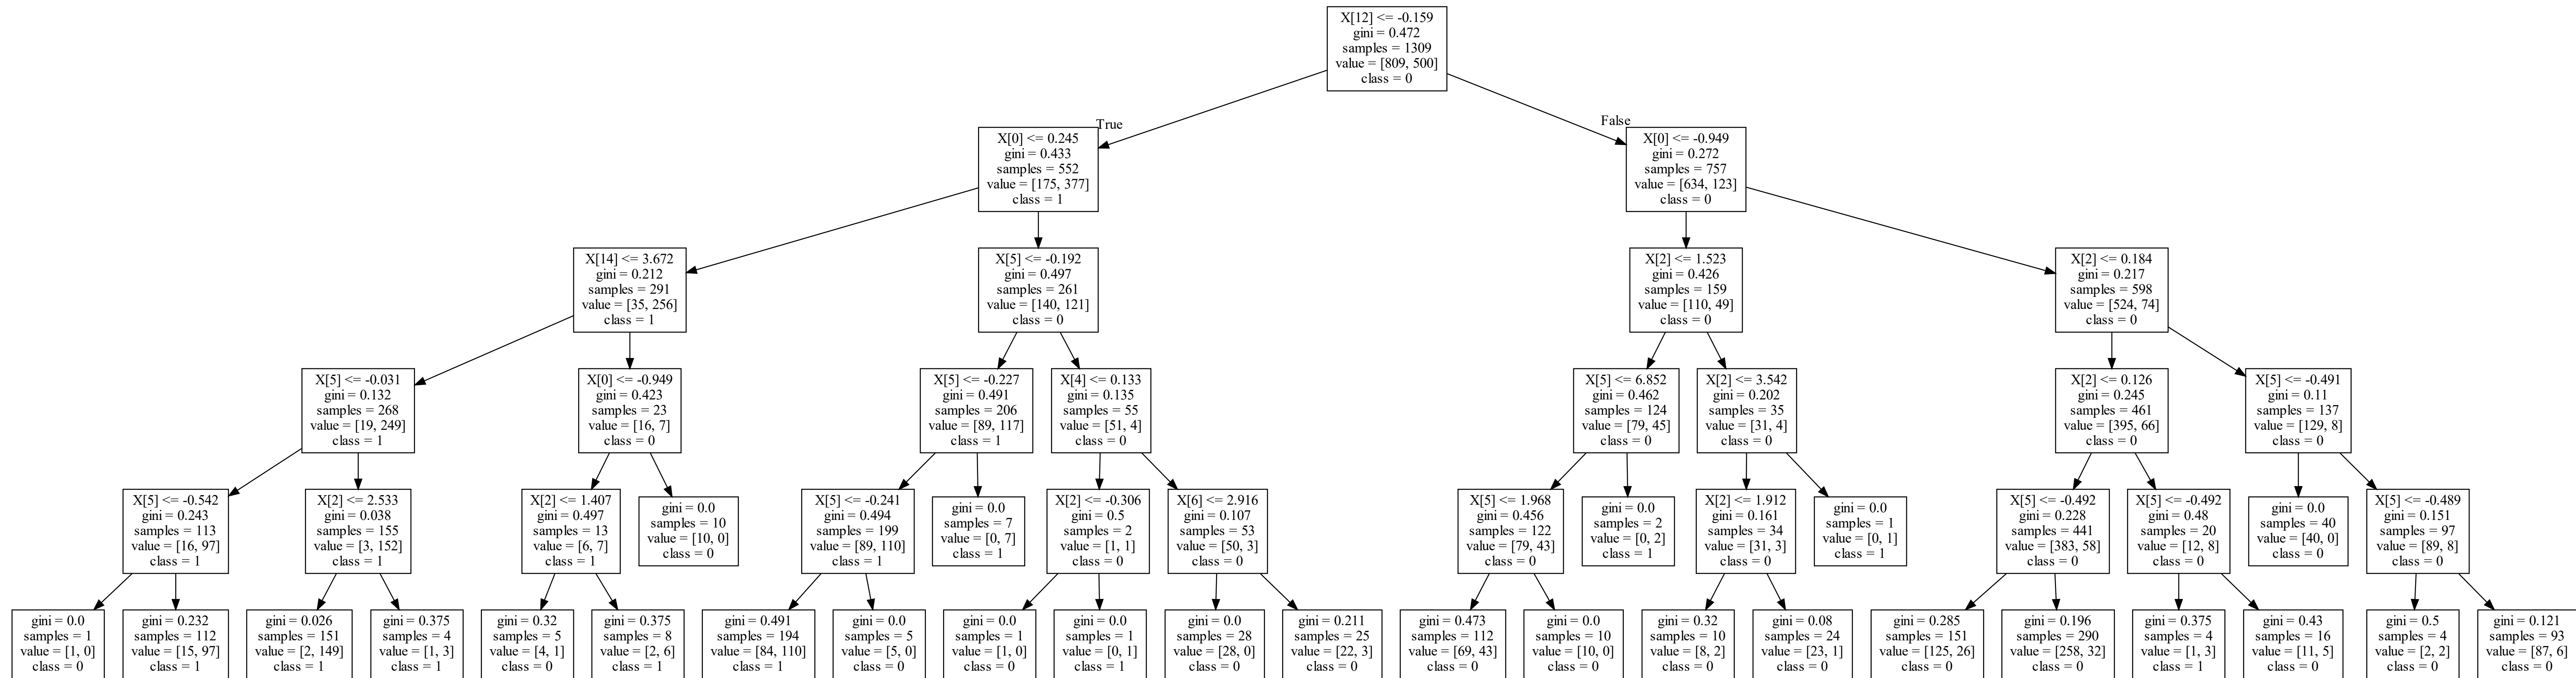 X[12] <= -0.159
gini = 0.472
samples = 1309
value = [809, 500]
class = 0
True
False
X[0] <= 0.245
gini = 0.433
samples = 552
value = [175, 377]
class = 1
X[0] <= -0.949
gini = 0.272
samples = 757
value = [634, 123]
class = 0
X[14] <= 3.672
gini = 0.212
samples = 291
value = [35, 256]
class = 1
X[5] <= -0.192
gini = 0.497
samples = 261
value = [140, 121]
class = 0
X[2] <= 1.523
gini = 0.426
samples = 159
value = [110, 49]
class = 0
X[2] <= 0.184
gini = 0.217
samples = 598
value = [524, 74]
class = 0
X[5] <= -0.031
gini = 0.132
samples = 268
value = [19, 249]
class = 1
X[0] <= -0.949
gini = 0.423
samples = 23
value = [16, 7]
class = 0
X[5] <= -0.227
gini = 0.491
samples = 206
value = [89, 117]
class = 1
X[4] <= 0.133
gini = 0.135
samples = 55
value = [51, 4]
class = 0
X[5] <= 6.852
gini = 0.462
samples = 124
value = [79, 45]
class = 0
X[2] <= 3.542
gini = 0.202
samples = 35
value = [31, 4]
class = 0
X[2] <= 0.126
gini = 0.245
samples = 461
value = [395, 66]
class = 0
X[5] <= -0.491
gini = 0.11
samples = 137
value = [129, 8]
class = 0
X[5] <= -0.542
gini = 0.243
samples = 113
value = [16, 97]
class = 1
X[2] <= 2.533
gini = 0.038
samples = 155
value = [3, 152]
class = 1
X[2] <= 1.407
gini = 0.497
samples = 13
value = [6, 7]
class = 1
gini = 0.0
samples = 10
value = [10, 0]
class = 0
X[5] <= -0.241
gini = 0.494
samples = 199
value = [89, 110]
class = 1
gini = 0.0
samples = 7
value = [0, 7]
class = 1
X[2] <= -0.306
gini = 0.5
samples = 2
value = [1, 1]
class = 0
X[6] <= 2.916
gini = 0.107
samples = 53
value = [50, 3]
class = 0
X[5] <= 1.968
gini = 0.456
samples = 122
value = [79, 43]
class = 0
gini = 0.0
samples = 2
value = [0, 2]
class = 1
X[2] <= 1.912
gini = 0.161
samples = 34
value = [31, 3]
class = 0
gini = 0.0
samples = 1
value = [0, 1]
class = 1
X[5] <= -0.492
gini = 0.228
samples = 441
value = [383, 58]
class = 0
X[5] <= -0.492
gini = 0.48
samples = 20
value = [12, 8]
class = 0
gini = 0.0
samples = 40
value = [40, 0]
class = 0
X[5] <= -0.489
gini = 0.151
samples = 97
value = [89, 8]
class = 0
gini = 0.0
samples = 1
value = [1, 0]
class = 0
gini = 0.232
samples = 112
value = [15, 97]
class = 1
gini = 0.026
samples = 151
value = [2, 149]
class = 1
gini = 0.375
samples = 4
value = [1, 3]
class = 1
gini = 0.32
samples = 5
value = [4, 1]
class = 0
gini = 0.375
samples = 8
value = [2, 6]
class = 1
gini = 0.491
samples = 194
value = [84, 110]
class = 1
gini = 0.0
samples = 5
value = [5, 0]
class = 0
gini = 0.0
samples = 1
value = [1, 0]
class = 0
gini = 0.0
samples = 1
value = [0, 1]
class = 1
gini = 0.0
samples = 28
value = [28, 0]
class = 0
gini = 0.211
samples = 25
value = [22, 3]
class = 0
gini = 0.473
samples = 112
value = [69, 43]
class = 0
gini = 0.0
samples = 10
value = [10, 0]
class = 0
gini = 0.32
samples = 10
value = [8, 2]
class = 0
gini = 0.08
samples = 24
value = [23, 1]
class = 0
gini = 0.285
samples = 151
value = [125, 26]
class = 0
gini = 0.196
samples = 290
value = [258, 32]
class = 0
gini = 0.375
samples = 4
value = [1, 3]
class = 1
gini = 0.43
samples = 16
value = [11, 5]
class = 0
gini = 0.5
samples = 4
value = [2, 2]
class = 0
gini = 0.121
samples = 93
value = [87, 6]
class = 0